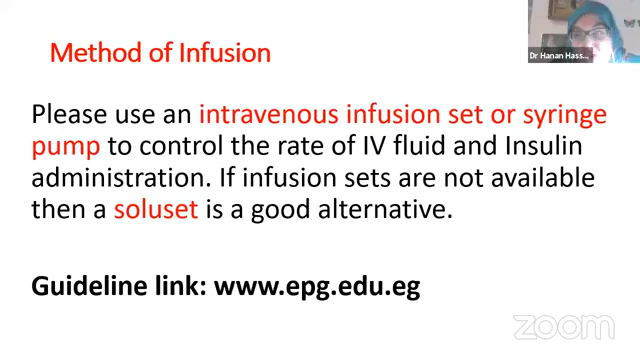 Method of Infusion
Dr Hanan Hass...
Please use an intravenous infusion set or syringe
pump to control the rate of IV fluid and Insulin
administration. If infusion sets are not available
then a soluset is a good alternative.
Guideline link: www.epg.edu.eg
zoom